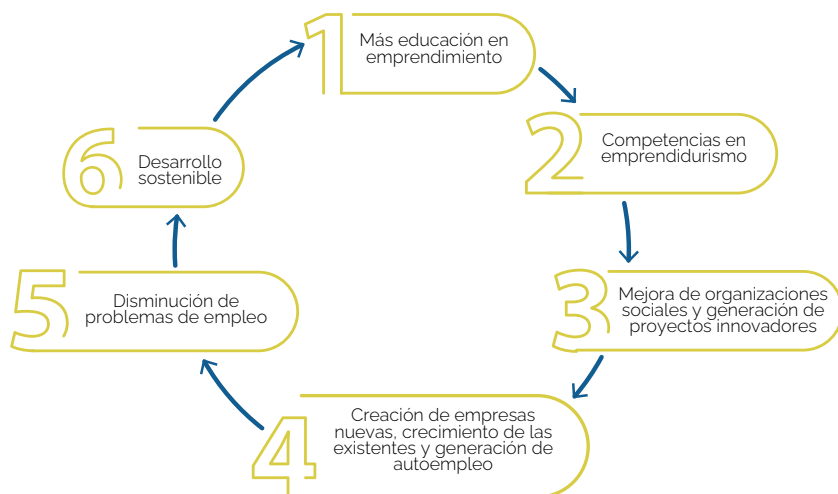 1
Más educación en
emprendimiento
2
Competencias en
emprendidurismo
3
Mejora de organizaciones
sociales y generación de
proyectos innovadores
4
Creación de empresas
nuevas, crecimiento de las
existentes y generación de
autoempleo
5
Disminución de
problemas de empleo
6
Desarrollo
sostenible